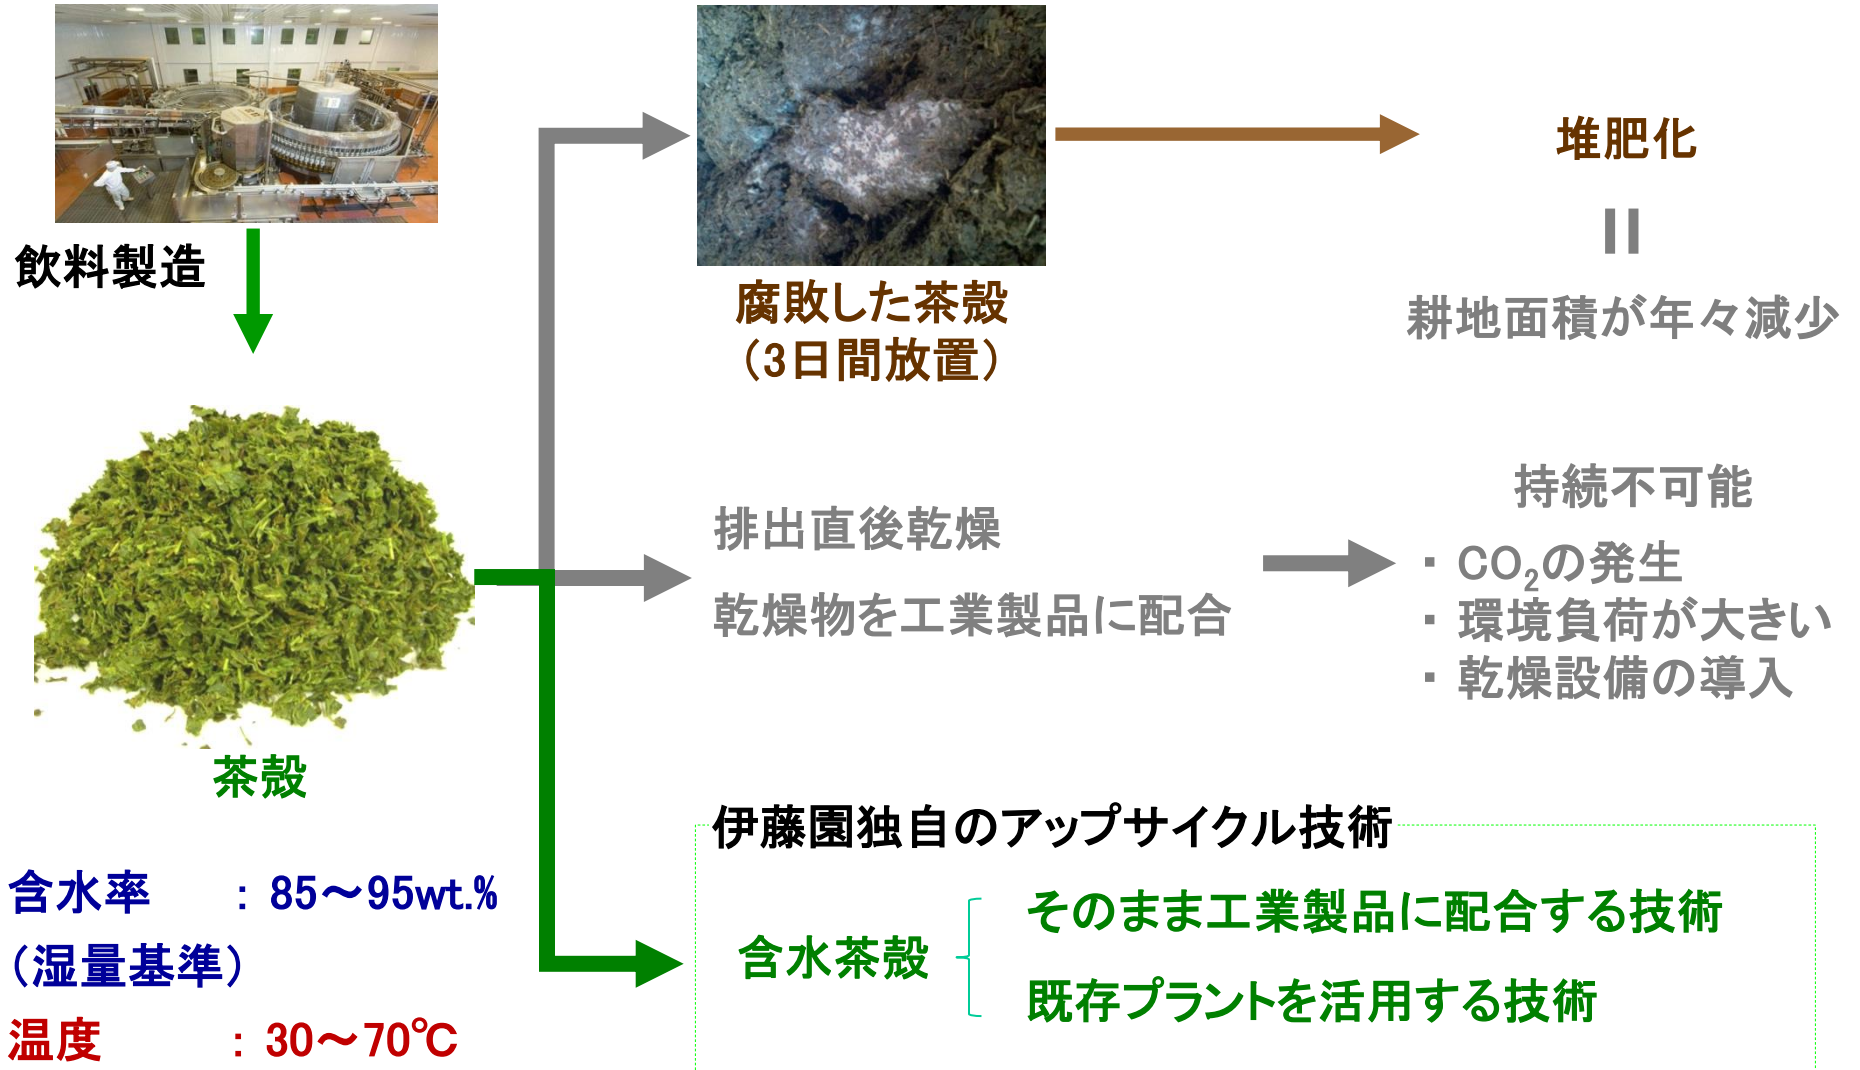 飲料製造
茶殻
含水率　：85～95wt.%
（湿量基準）
温度　：30～70℃
腐敗した茶殻
（3日間放置）
堆肥化
耕地面積が年々減少
排出直後乾燥
乾燥物を工業製品に配合
持続不可能
・CO₂の発生
・環境負荷が大きい
・乾燥設備の導入
伊藤園独自のアップサイクル技術
含水茶殻
そのまま工業製品に配合する技術
既存プラントを活用する技術